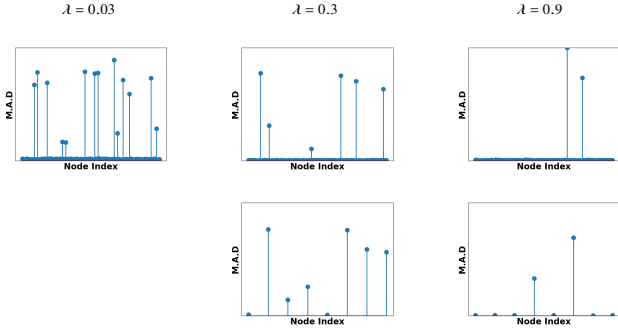 λ = 0.03
λ = 0.3
λ = 0.9
M.A.D
Node Index
M.A.D
Node Index
M.A.D
Node Index
M.A.D
Node Index
M.A.D
Node Index